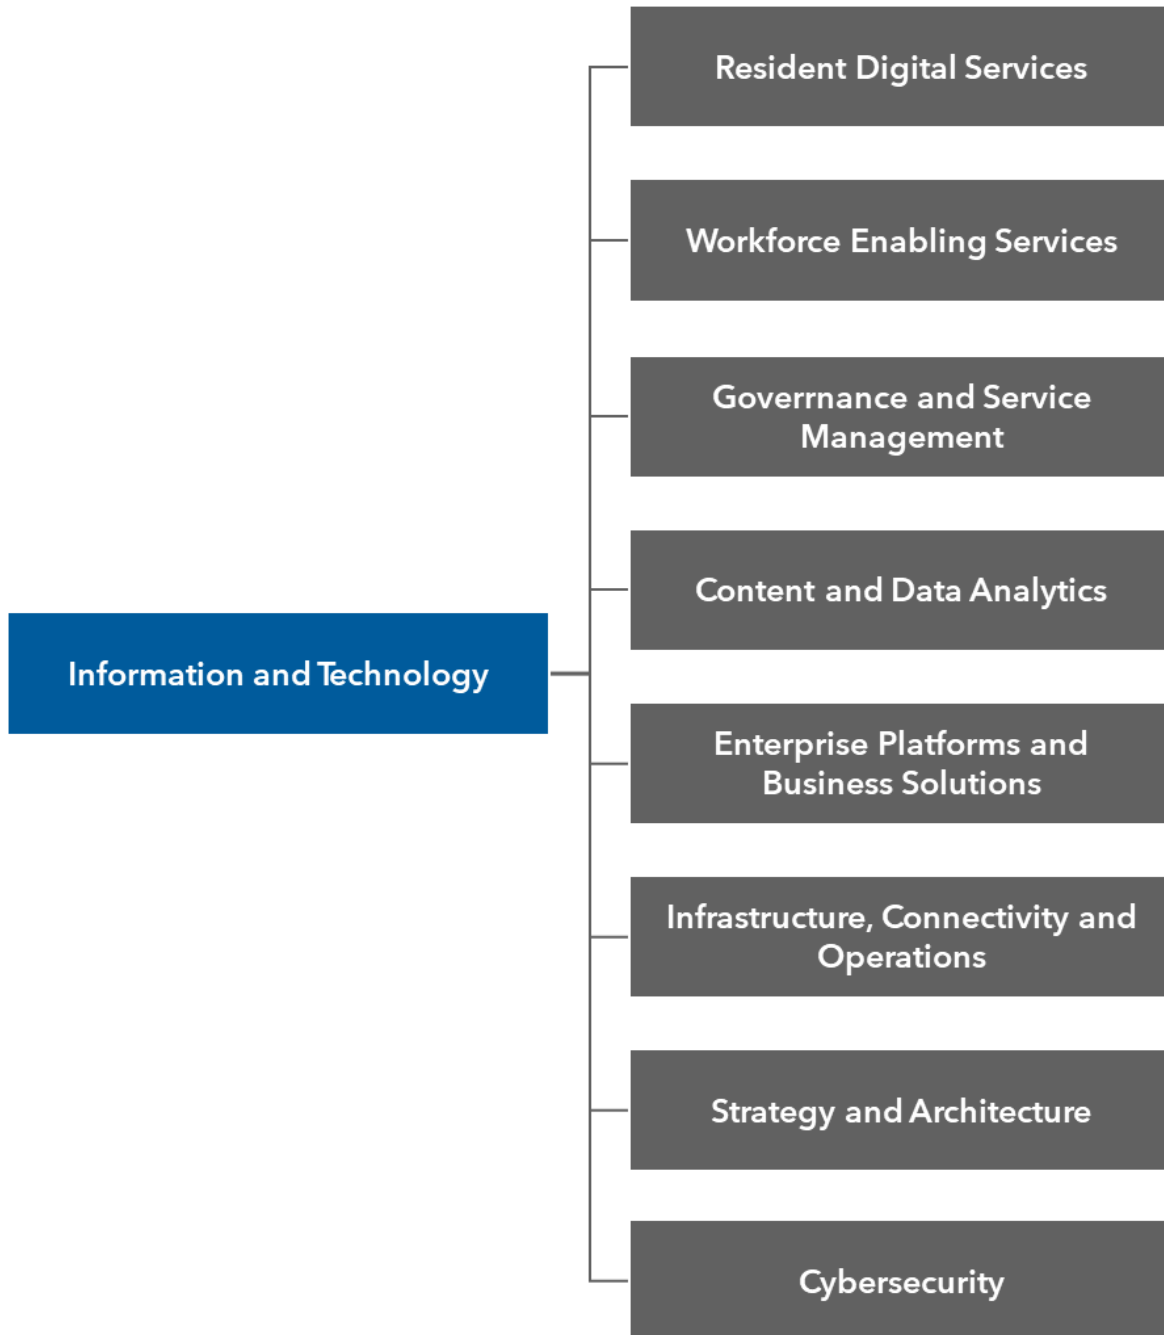 Resident Digital Services
Workforce Enabling Services
Goverrnance and Service
Management
Content and Data Analytics
Information and Technology
Enterprise Platforms and
Business Solutions
Infrastructure, Connectivity and
Operations
Strategy and Architecture
Cybersecurity